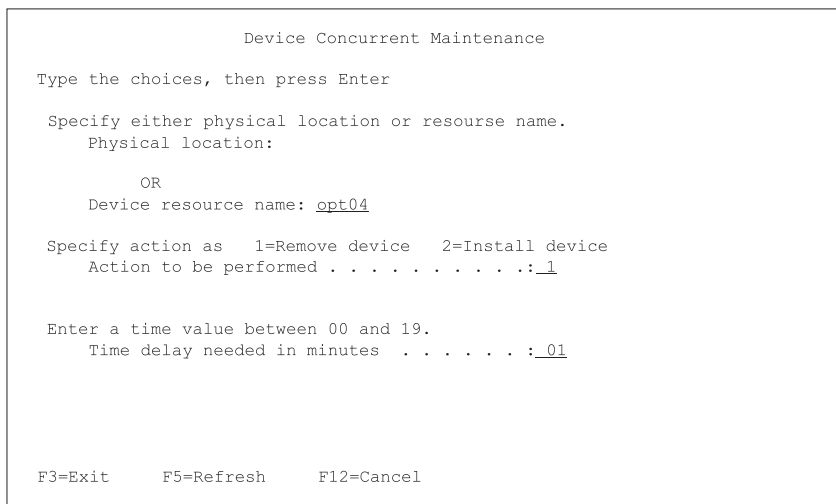 Device Concurrent Maintenance
Type the choices, then press Enter
Specify either physical location or resourse name.
Physical location:
OR
Device resource name: opt04
Specify action as 1=Remove device 2=Install device
Action to be performed . . . . . . . . . .: 1
Enter a time value between 00 and 19.
Time delay needed in minutes . . . . . . : 01
F3=Exit F5=Refresh F12=Cancel